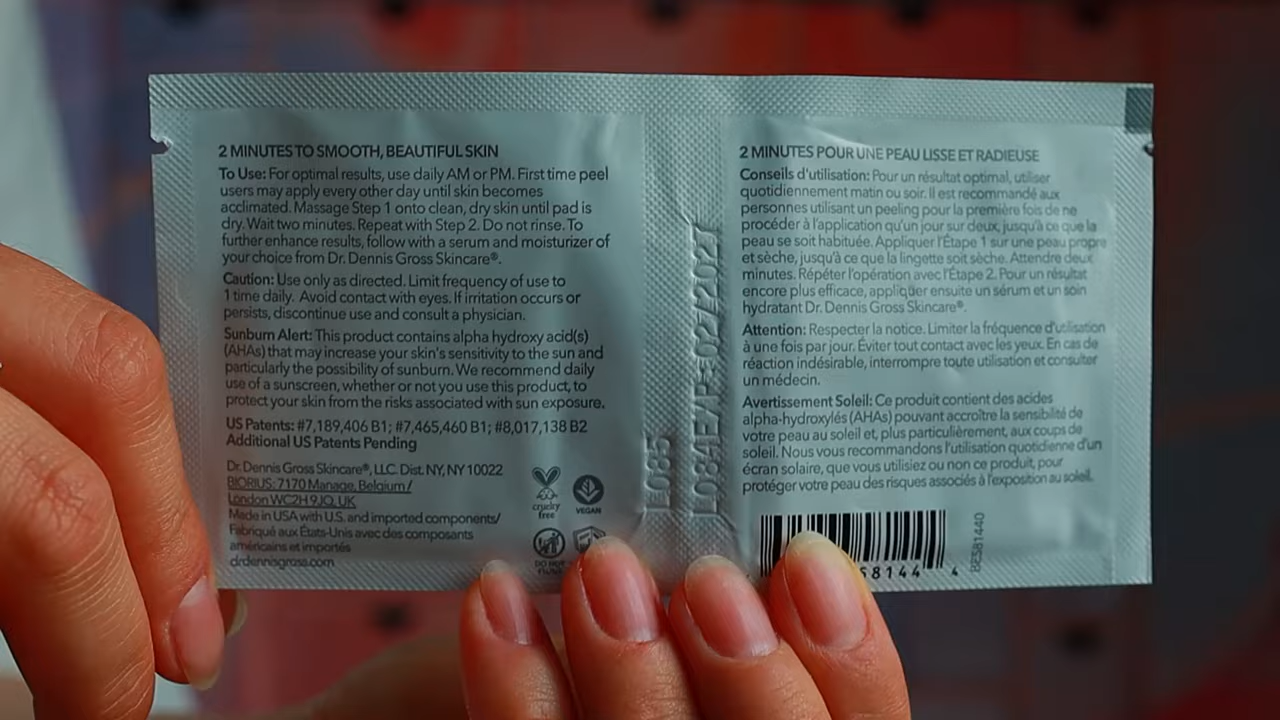 2 MINUTES TO SMOOTH, BEAUTIFUL SKIN
To Use: For optimal results, use daily AM or PM. First time peel
users may apply every other day until skin becomes
acclimated. Massage Step 1 onto clean, dry skin until pad is
dry. Wait two minutes. Repeat with Step 2. Do not rinse. To
further enhance results, follow with a serum and moisturizer of
your choice from Dr. Dennis Gross Skincare®.
Caution: Use only as directed. Limit frequency of use to
1 time daily. Avoid contact with eyes. If irritation occurs or
persists, discontinue use and consult a physician.
Sunburn Alert: This product contains alpha hydroxy acid(s)
(AHAs) that may increase your skin's sensitivity to the sun and
particularly the possibility of sunburn. We recommend daily
use of a sunscreen, whether or not you use this product, to
protect your skin from the risks associated with sun exposure.
US Patents: #7,189,406 B1; #7,465,460 B1; #8,017,138 B2
Additional US Patents Pending
Dr. Dennis Gross Skincare®, LLC. Dist. NY, NY 10022
BIORIUS: 7170 Manage, Belgium /
London WC2H 9JQ, UK
Made in USA with U.S. and imported components/
Fabriqué aux États-Unis avec des composants
américains et importés
drdennisgross.com
cruelty
free
VEGAN
DO NOT
L085
L084E/P≤02/2027
2 MINUTES POUR UNE PEAU LISSE ET RADIEUSE
Conseils d'utilisation: Pour un résultat optimal, utiliser
quotidiennement matin ou soir. Il est recommandé aux
personnes utilisant un peeling pour la première fois de ne
procéder à l'application qu'un jour sur deux, jusqu'à ce que la
peau se soit habituée. Appliquer l'Étape 1 sur une peau propre
et sèche, jusqu'à ce que la lingette soit sèche. Attendre deux
minutes. Répéter l'opération avec l'Étape 2. Pour un résultat
encore plus efficace, appliquer ensuite un sérum et un soin
hydratant Dr. Dennis Gross Skincare®.
Attention: Respecter la notice. Limiter la fréquence d'utilisation
à une fois par jour. Éviter tout contact avec les yeux. En cas de
réaction indésirable, interrompre toute utilisation et consulter
un médecin.
Avertissement Soleil: Ce produit contient des acides
alpha-hydroxylés (AHAs) pouvant accroître la sensibilité de
votre peau au soleil et, plus particulièrement, aux coups de
soleil. Nous vous recommandons l'utilisation quotidienne d'un
écran solaire, que vous utilisiez ou non ce produit, pour
protéger votre peau des risques associés à l'exposition au soleil.
58144 4
BE581440